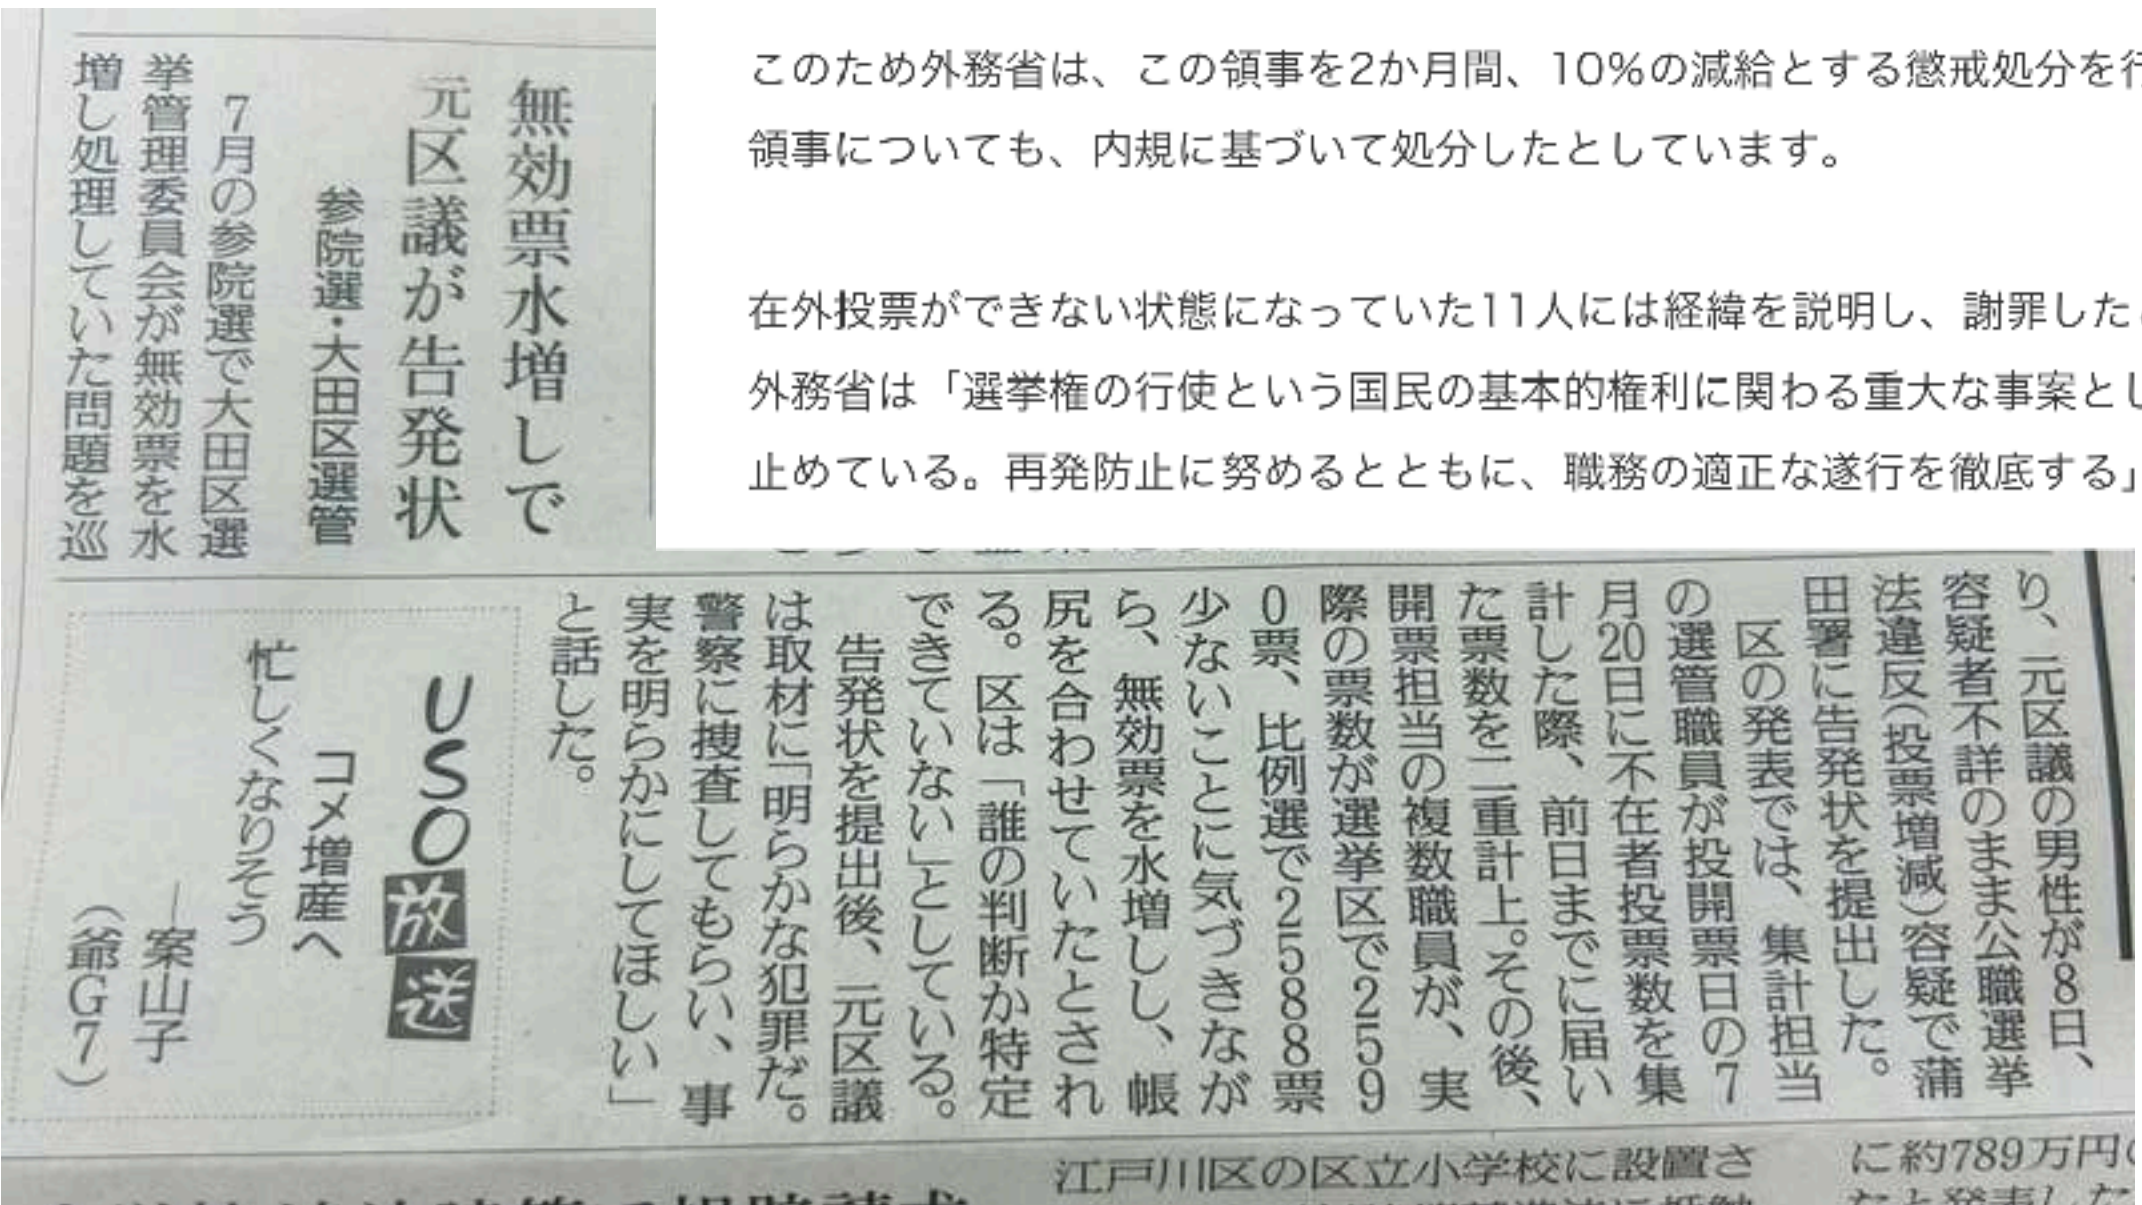 無効票水増しで
元区議が告発状
参院選・大田区選管
7月の参院選で大田区選
挙管理委員会が無効票を水
増し処理していた問題を巡
り、元区議の男性が8日、
容疑者不詳のまま公職選挙
法違反(投票増減)容疑で蒲
田署に告発状を提出した。
区の発表では、集計担当
の選管職員が投開票日の7
月20日に不在者投票数を集
計した際、前日までに届い
た票数を二重計上。その後、
開票担当の複数職員が、実
際の票数が選挙区で259
0票、比例選で2588票
少ないことに気づきなが
ら、無効票を水増しし、帳
尻を合わせていたとされ
る。区は「誰の判断か特定
できていない」としている。
告発状を提出後、元区議
は取材に「明らかな犯罪だ。
警察に捜査してもらい、事
実を明らかにしてほしい」
と話した。
USO放送
コメ増産へ
忙しくなりそう
―案山子
(爺G7)
このため外務省は、この領事を2か月間、10%の減給とする懲戒処分を行
領事についても、内規に基づいて処分したとしています。
在外投票ができない状態になっていた11人には経緯を説明し、謝罪した
外務省は「選挙権の行使という国民の基本的権利に関わる重大な事案とし
止めている。再発防止に努めるとともに、職務の適正な遂行を徹底する」
江戸川区の区立小学校に設置さ
に約789万円